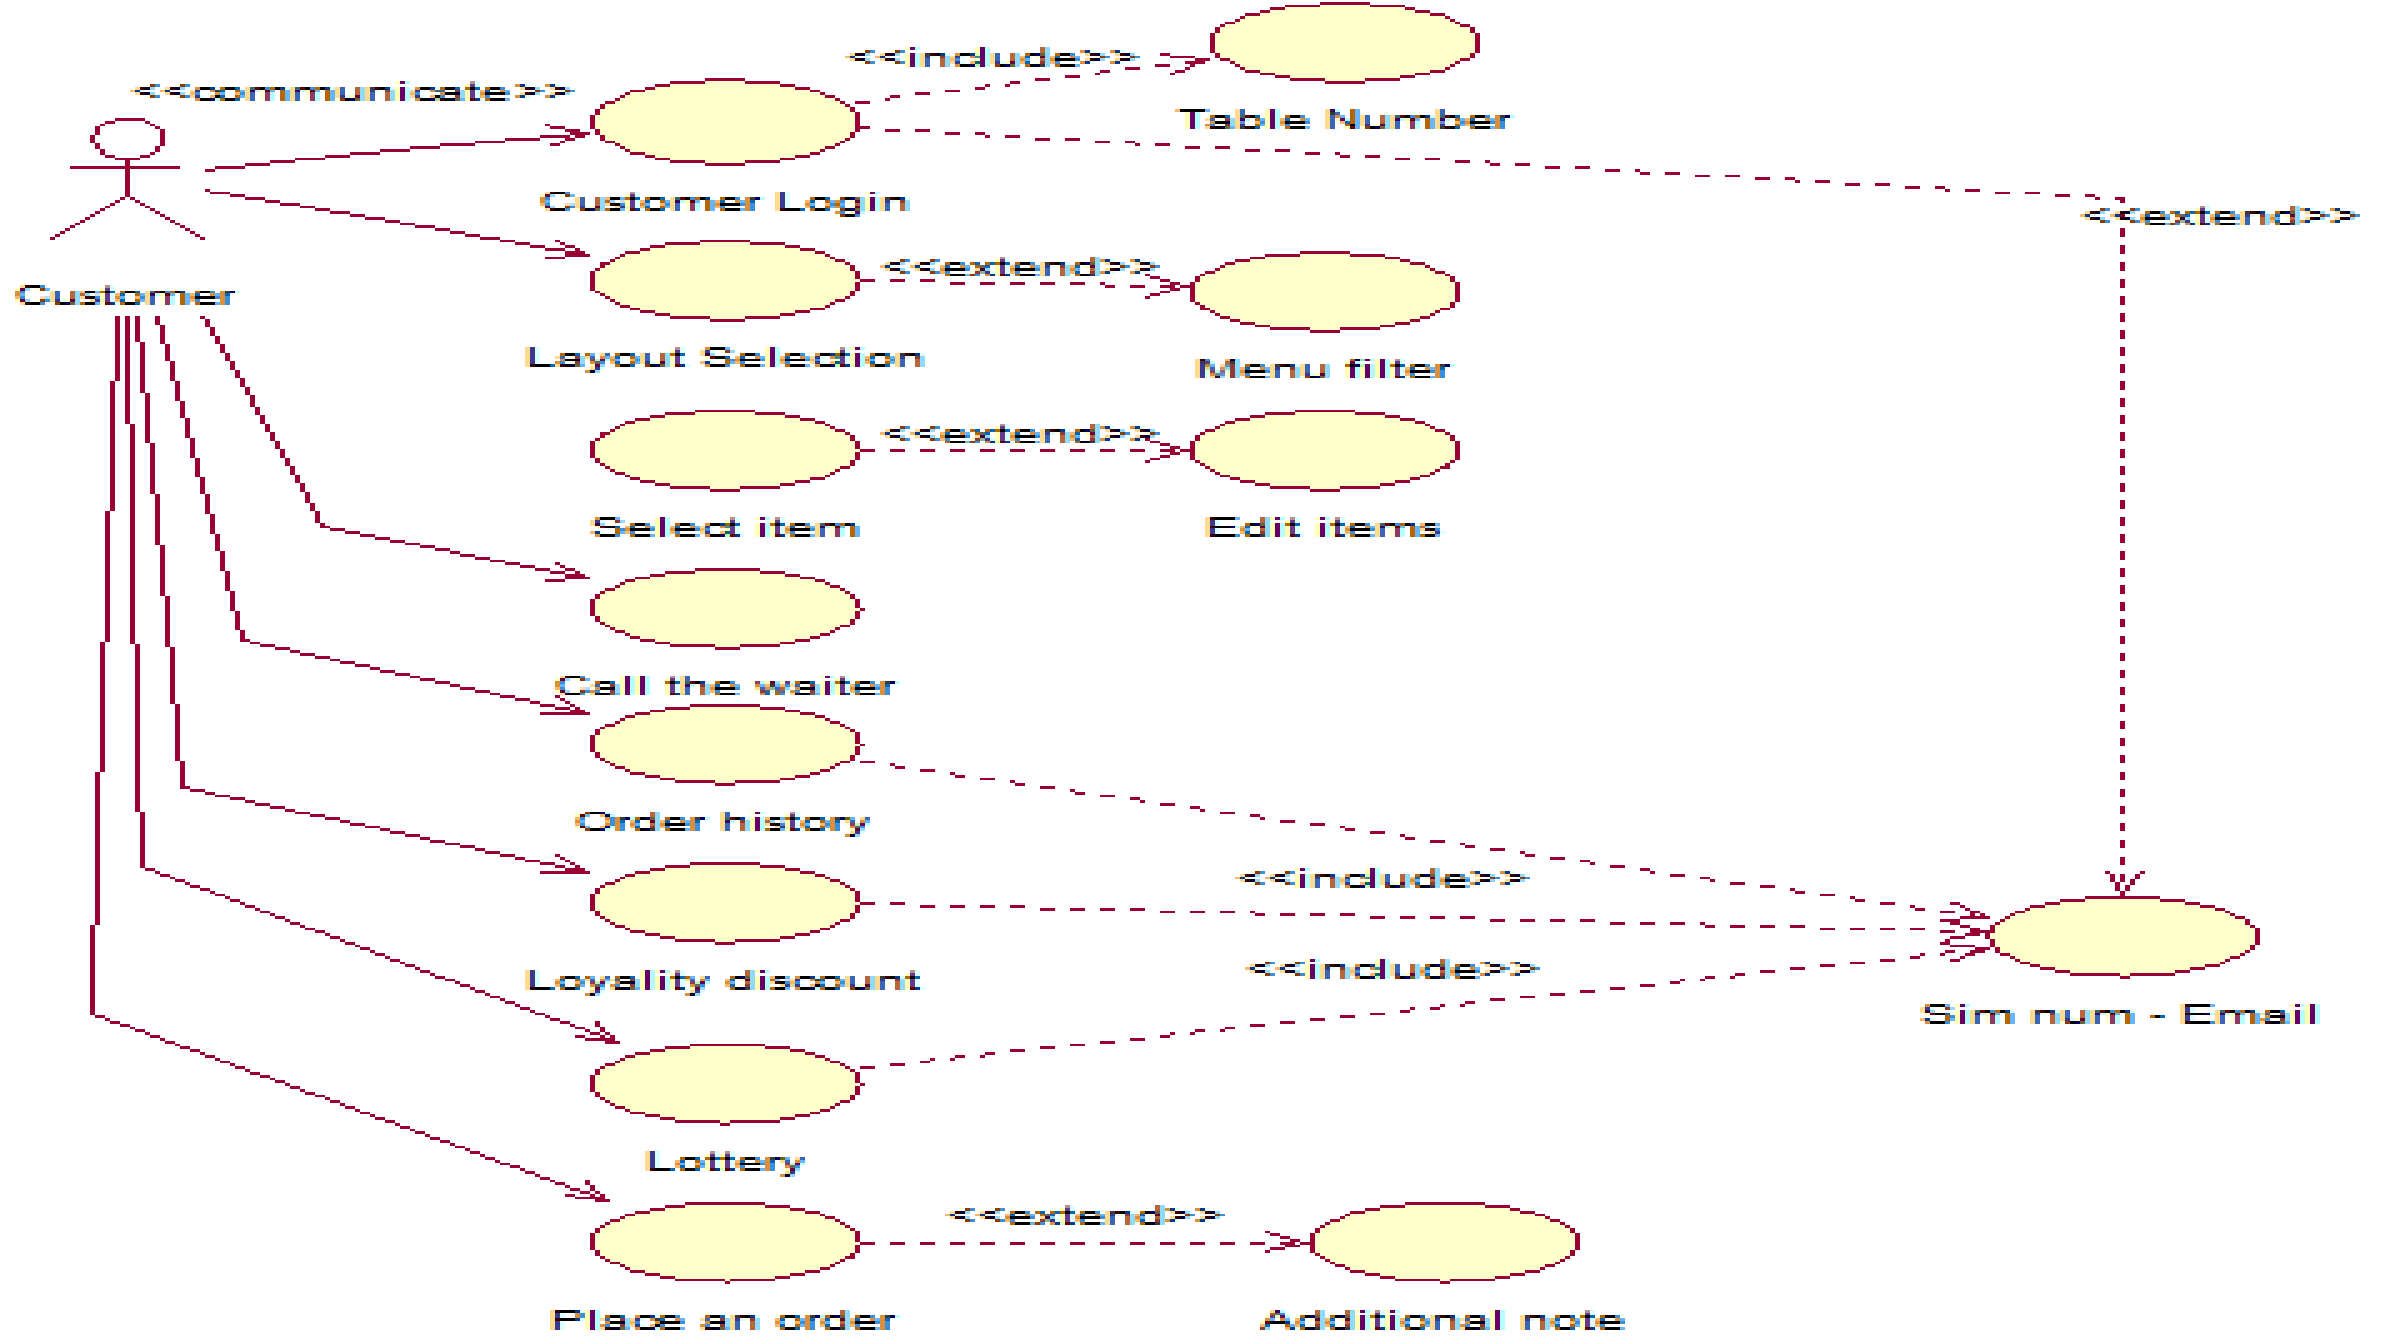 <<include>>
<<communicate>>
Table Number
Customer Login
<<extend>>
Customer
<<extend>>
Layout Selection
Menu filter
<<extend>>
Select item
Edit items
Call the waiter
Order history
<<include>>
Loyality discount
<<include>>
Sim num - Email
Lottery
<<extend>>
Place an order
Additional note